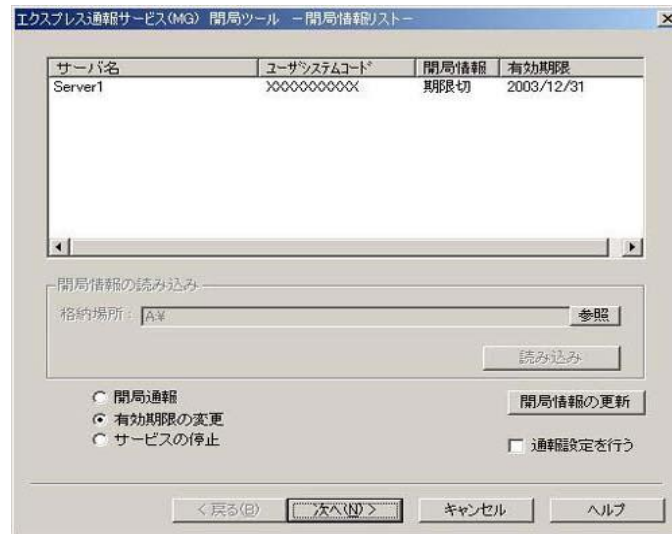 エクスプレス通報サービス(MG) 開局ツール －開局情報リスト－
サーバ名 ユーザシステムコード 開局情報 有効期限
Server1 XXXXXXXXXX 期限切 2003/12/31
開局情報の読み込み
格納場所： A:¥ 参照
読み込み
開局通報 開局情報の更新
有効期限の変更
サービスの停止 通報設定を行う
< 戻る(B) 次へ(N) > キャンセル ヘルプ